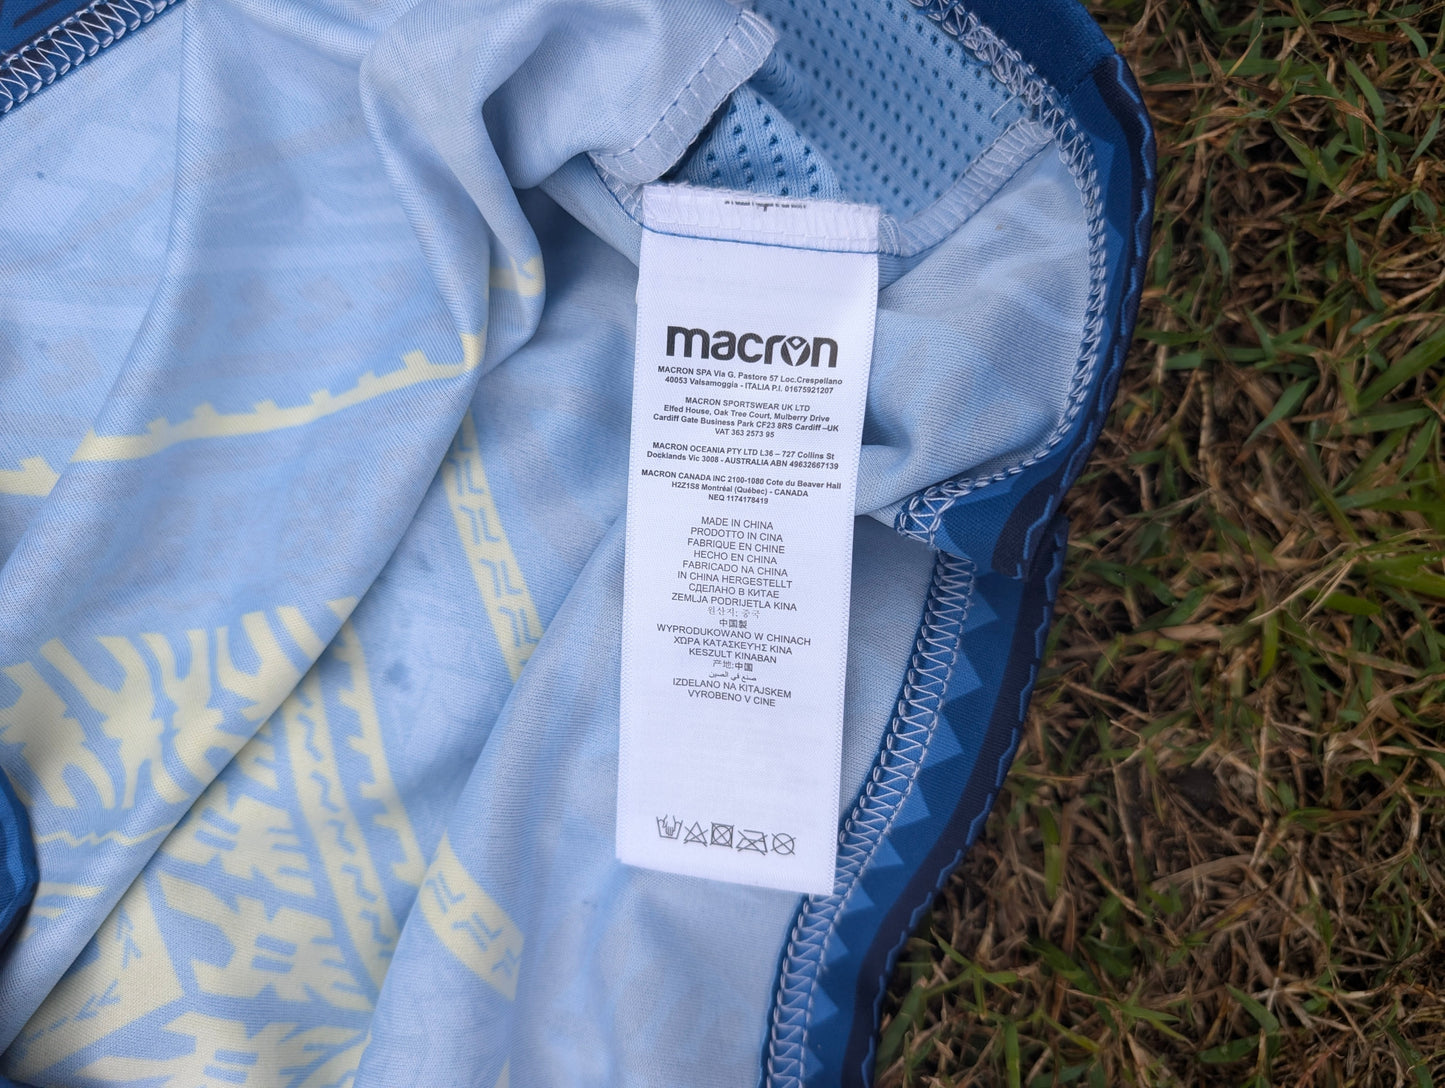 macron
MACRON SPA Via G. Pastore 57 Loc.Crespellano
40053 Valsamoggia - ITALIA P.I. 01675921207
MACRON SPORTSWEAR UK LTD
Elfed House, Oak Tree Court, Mulberry Drive
Cardiff Gate Business Park CF23 8RS Cardiff –UK
VAT 363 2573 95
MACRON OCEANIA PTY LTD L36 – 727 Collins St
Docklands Vic 3008 - AUSTRALIA ABN 49632667139
MACRON CANADA INC 2100-1080 Cote du Beaver Hall
H2Z1S8 Montréal (Québec) - CANADA
NEQ 1174178419
MADE IN CHINA
PRODOTTO IN CINA
FABRIQUE EN CHINE
HECHO EN CHINA
FABRICADO NA CHINA
IN CHINA HERGESTELLT
СДЕЛАНО В КИТАЕ
ZEMLJA PODRIJETLA KINA
원산지: 중국
中国製
WYPRODUKOWANO W CHINACH
ΧΩΡΑ ΚΑΤΑΣΚΕΥΗΣ ΚΙΝΑ
KESZULT KINABAN
产地:中国
صنع في الصين
IZDELANO NA KITAJSKEM
VYROBENO V CINE